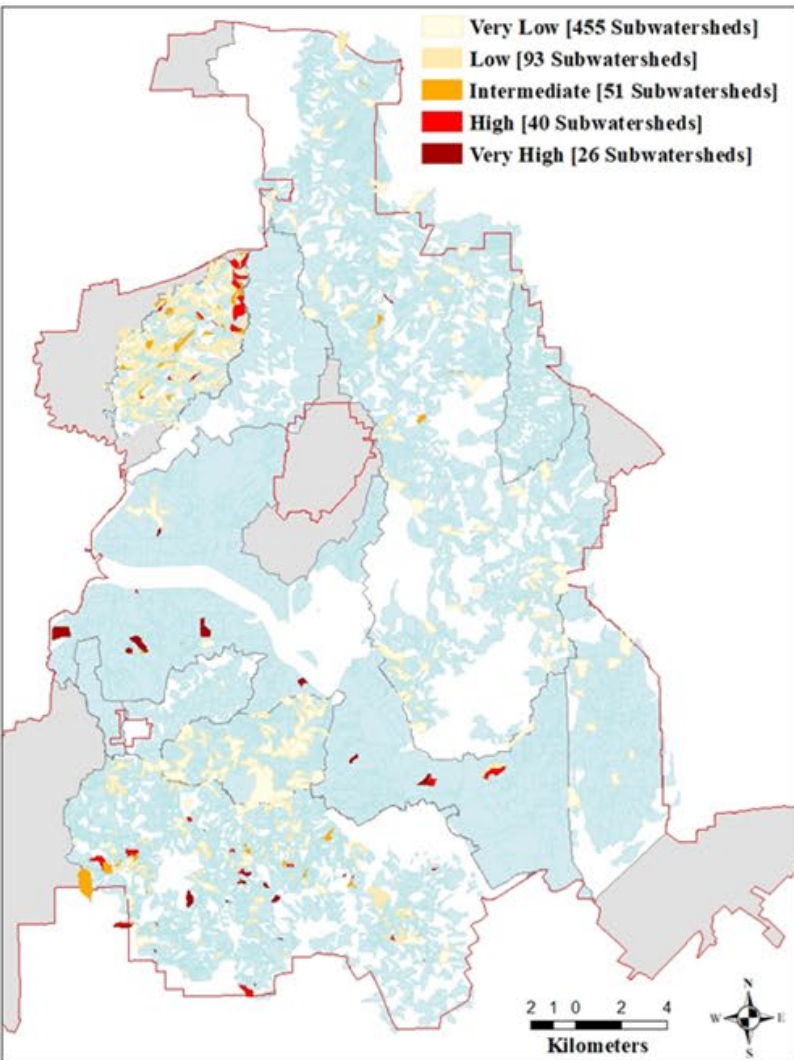 Very Low [455 Subwatersheds]
Low [93 Subwatersheds]
Intermediate [51 Subwatersheds]
High [40 Subwatersheds]
Very High [26 Subwatersheds]
N
W E
S
2 1 0 2 4
Kilometers